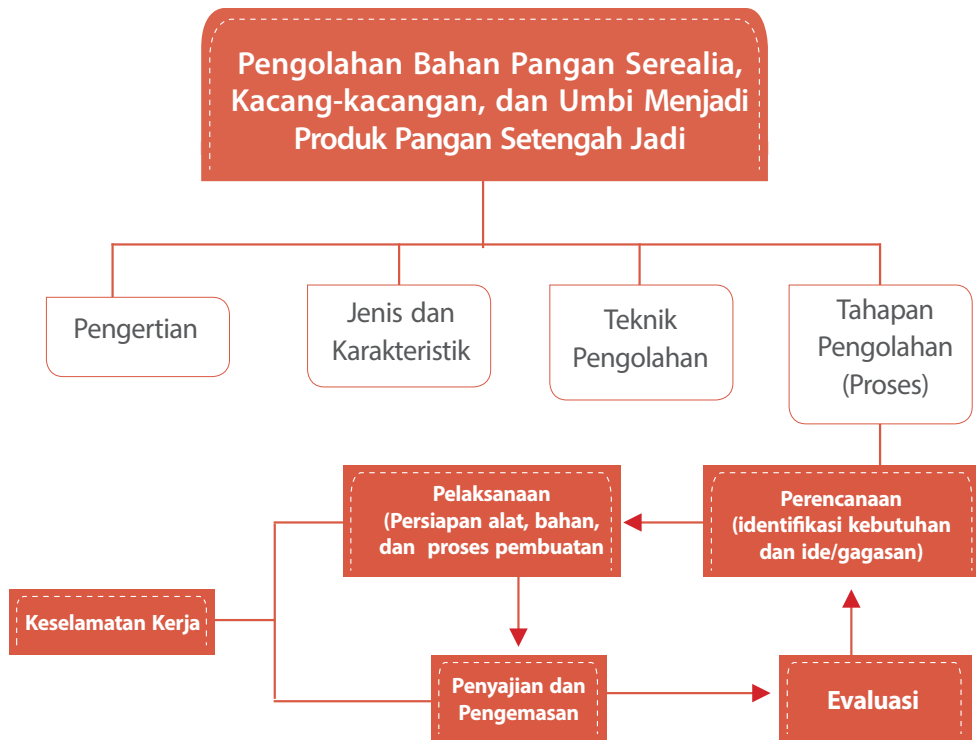 Pengolahan Bahan Pangan Serealia,
Kacang-kacangan, dan Umbi Menjadi
Produk Pangan Setengah Jadi
Pengertian
Jenis dan
Karakteristik
Teknik
Pengolahan
Tahapan
Pengolahan
(Proses)
Perencanaan
(identifikasi kebutuhan
dan ide/gagasan)
Pelaksanaan
(Persiapan alat, bahan,
dan proses pembuatan
Keselamatan Kerja
Penyajian dan
Pengemasan
Evaluasi